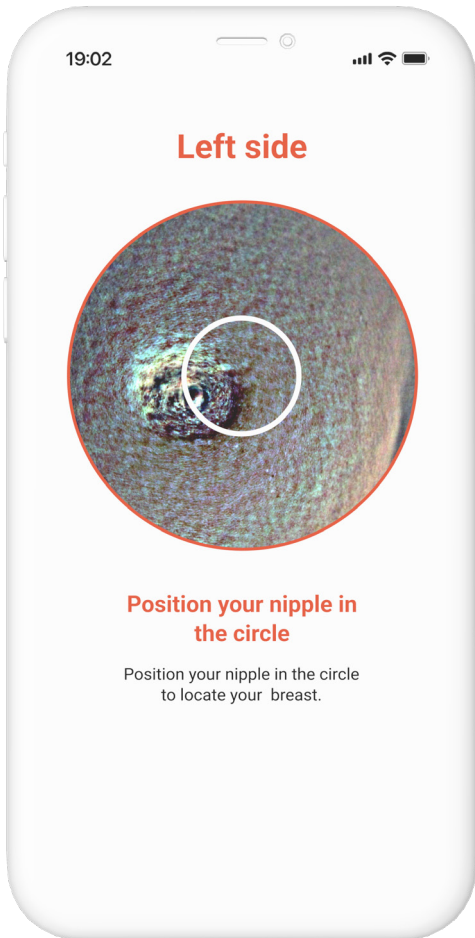 19:02
Left side
Position your nipple in
the circle
Position your nipple in the circle
to locate your  breast.